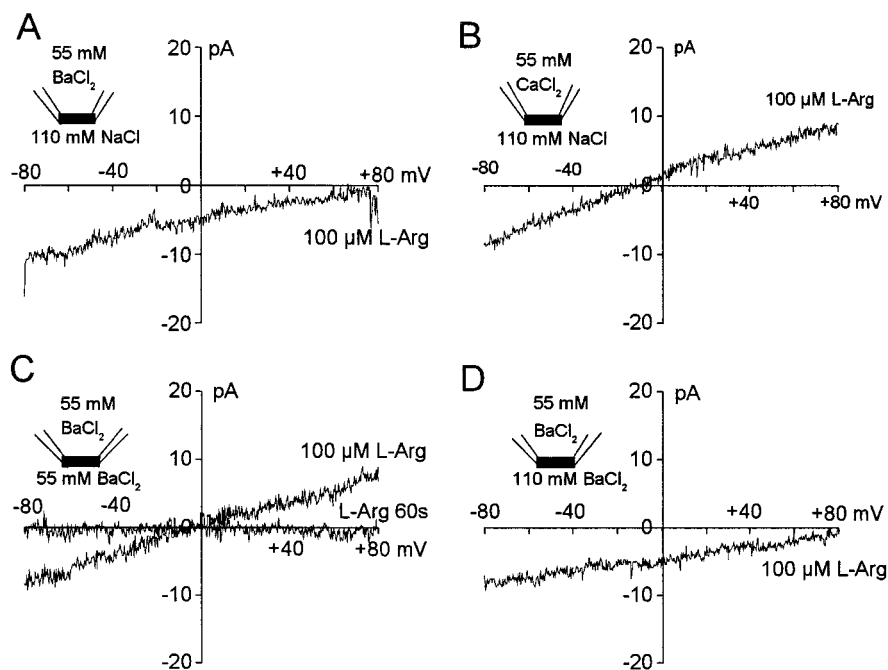 A
20
pA
55 mM
BaCl2
10
110 mM NaCl
-80
-40
+40
+80 mV
0
100 µM L-Arg
-10
-20
B
20
pA
55 mM
CaCl2
10
100 µM L-Arg
110 mM NaCl
-80
-40
0
+40
+80 mV
-10
-20
C
20
pA
55 mM
BaCl2
10
100 µM L-Arg
55 mM BaCl2
-80
-40
L-Arg 60s
0
+40
+80 mV
-10
-20
D
20
pA
55 mM
BaCl2
10
110 mM BaCl2
-80
-40
+40
+80 mV
0
100 µM L-Arg
-10
-20